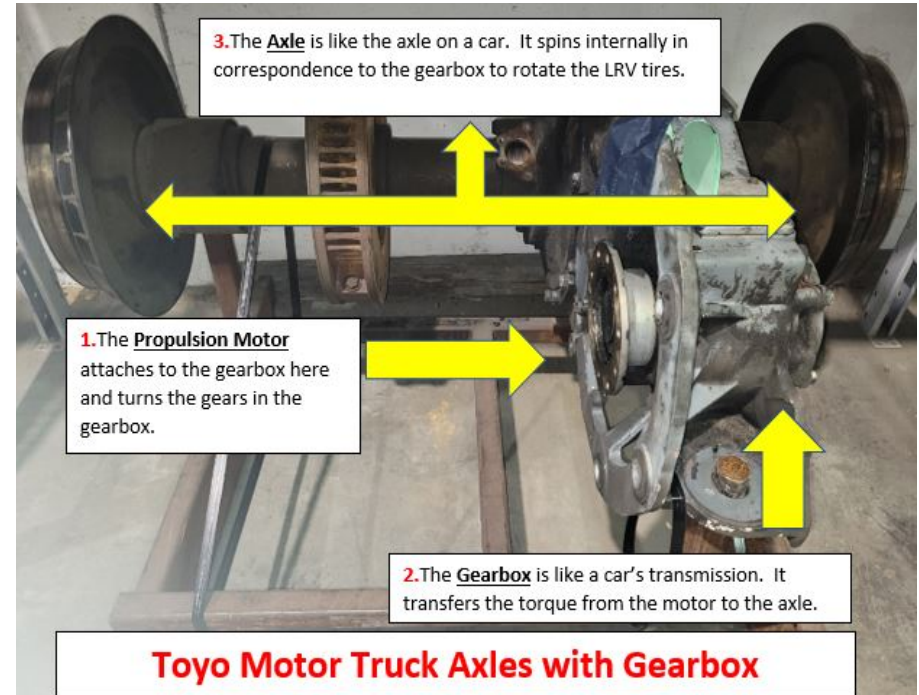 3.The Axle is like the axle on a car.  It spins internally in
correspondence to the gearbox to rotate the LRV tires.
1.The Propulsion Motor
attaches to the gearbox here
and turns the gears in the
gearbox.
2.The Gearbox is like a car’s transmission.  It
transfers the torque from the motor to the axle.
Toyo Motor Truck Axles with Gearbox